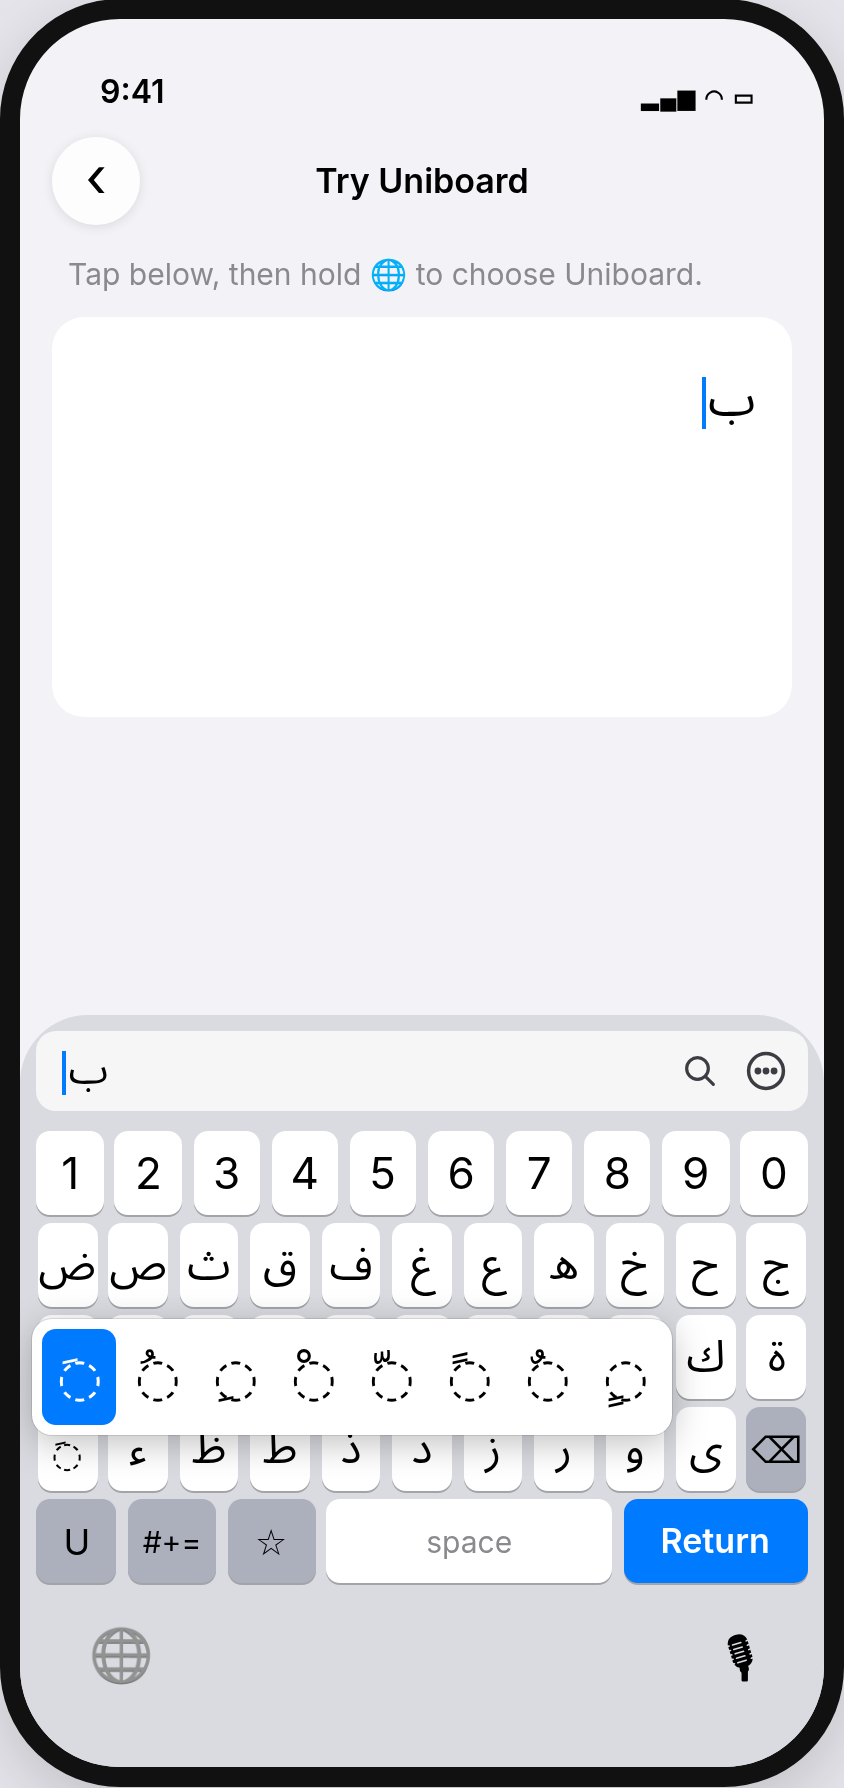 9:41
Try Uniboard
Tap below, then hold 🌐 to choose Uniboard.
ب
ب
1 2 3 4 5 6 7 8 9 0
ض ص ث ق ف غ ع ه خ ح ج
◌َ ◌ُ ◌ِ ◌ْ ◌ّ ◌ً ◌ٌ ◌ٍ ك ة
◌َ ء ظ ط ذ د ز ر و ى ⌫
U #+= ☆ space Return